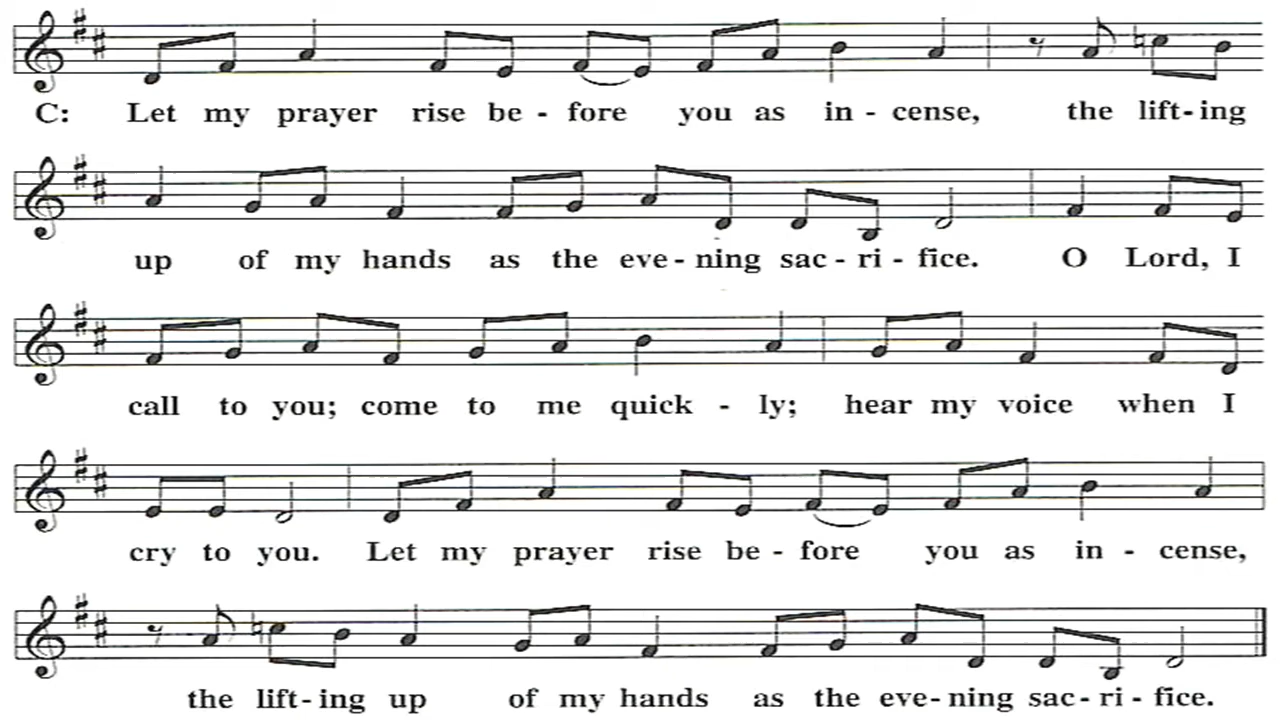 C: Let my prayer rise be - fore you as in - cense, the lift - ing
up of my hands as the eve - ning sac - ri - fice. O Lord, I
call to you; come to me quick - ly; hear my voice when I
cry to you. Let my prayer rise be - fore you as in - cense,
the lift - ing up of my hands as the eve - ning sac - ri - fice.